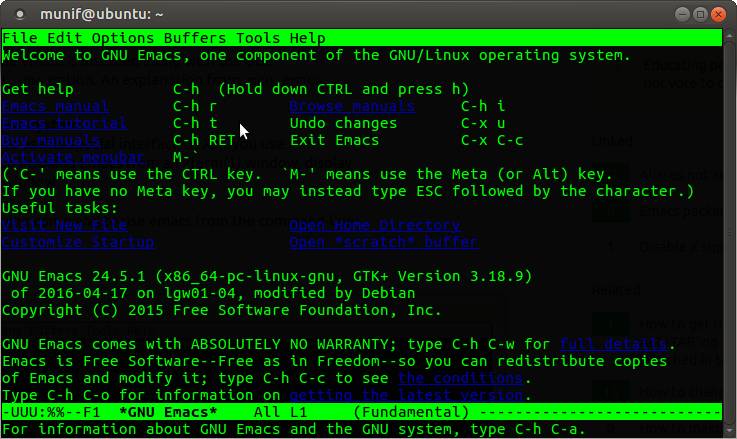 munif@ubuntu: ~
File Edit Options Buffers Tools Help
Welcome to GNU Emacs, one component of the GNU/Linux operating system.
Get help C-h (Hold down CTRL and press h)
Emacs manual C-h r Browse manuals C-h i
Emacs tutorial C-h t Undo changes C-x u
Buy manuals C-h RET Exit Emacs C-x C-c
Activate menubar M-`
(`C-' means use the CTRL key. `M-' means use the Meta (or Alt) key.
If you have no Meta key, you may instead type ESC followed by the character.)
Useful tasks:
Visit New File Open Home Directory
Customize Startup Open *scratch* buffer
GNU Emacs 24.5.1 (x86_64-pc-linux-gnu, GTK+ Version 3.18.9)
of 2016-04-17 on lgw01-04, modified by Debian
Copyright (C) 2015 Free Software Foundation, Inc.
GNU Emacs comes with ABSOLUTELY NO WARRANTY; type C-h C-w for full details.
Emacs is Free Software--Free as in Freedom--so you can redistribute copies
of Emacs and modify it; type C-h C-c to see the conditions.
Type C-h C-o for information on getting the latest version.
-UUU:%%--F1 *GNU Emacs* All L1 (Fundamental) ---------------------------
For information about GNU Emacs and the GNU system, type C-h C-a.